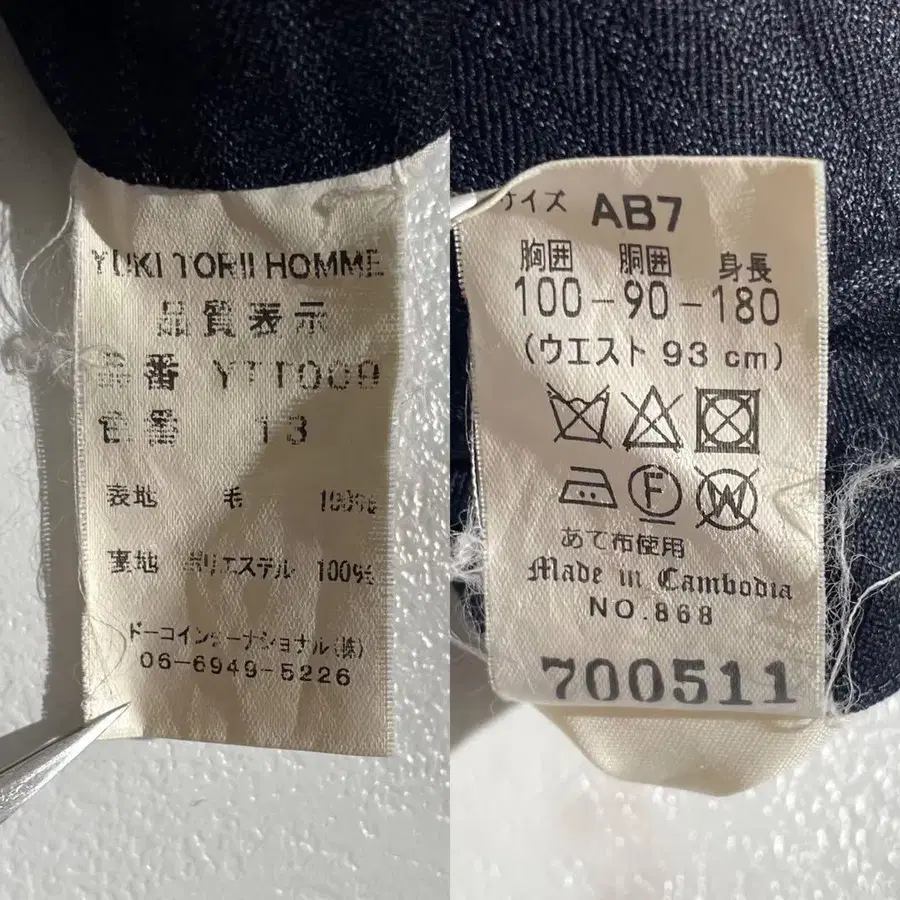 YUKI TORII HOMME
品質表示
品番 YTT009
色番 13
表地 毛 100%
裏地 ポリエステル 100%
ドーコインターナショナル(株)
06-6949-5226
サイズ AB7
胸囲 胴囲 身長
100-90-180
(ウエスト 93 cm)
F W
あて布使用
Made in Cambodia
NO.868
700511